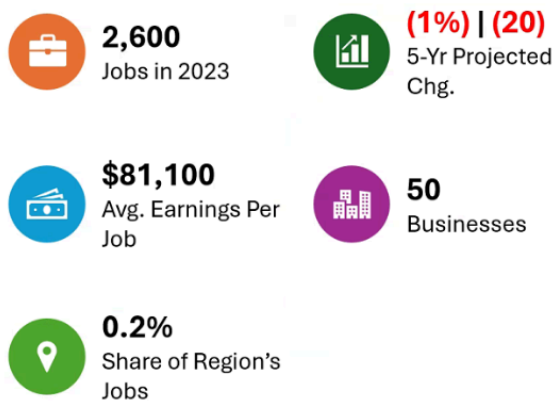 2,600
Jobs in 2023
(1%) | (20)
5-Yr Projected
Chg.
$81,100
Avg. Earnings Per
Job
50
Businesses
0.2%
Share of Region’s
Jobs